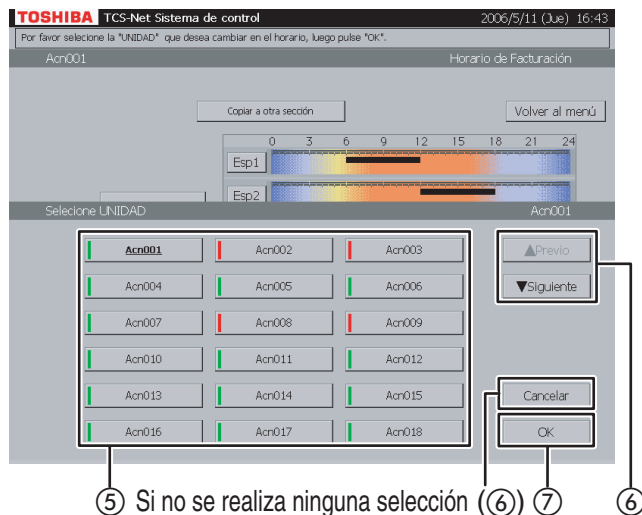 TOSHIBA TCS-Net Sistema de control 2006/5/11 (Jue) 16:43
Por favor selecione la "UNIDAD" que desea cambiar en el horario, luego pulse "OK".
Acn001 Horario de Facturación
Copiar a otra sección Volver al menú
0 3 6 9 12 15 18 21 24
Esp1
Esp2
Selecione UNIDAD Acn001
Acn001 Acn002 Acn003 ▲Previo
Acn004 Acn005 Acn006 ▼Siguiente
Acn007 Acn008 Acn009
Acn010 Acn011 Acn012
Acn013 Acn014 Acn015 Cancelar
Acn016 Acn017 Acn018 OK
⑤ Si no se realiza ninguna selección (⑥) ⑦ ⑥